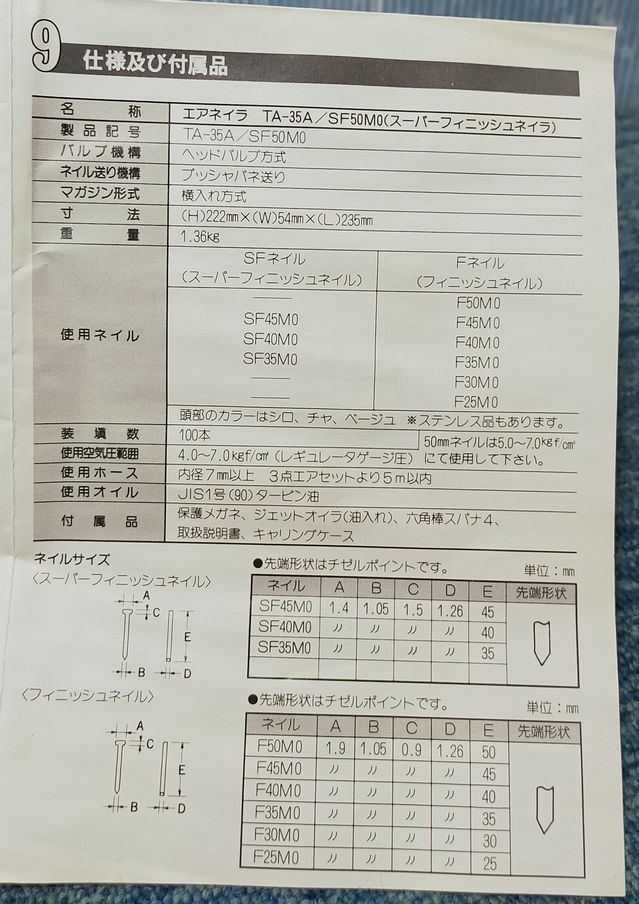 9 仕様及び付属品
名称 エアネイラ TA-35A/SF50M0(スーパーフィニッシュネイラ)
製品記号 TA-35A/SF50M0
バルブ機構 ヘッドバルブ方式
ネイル送り機構 プッシャバネ送り
マガジン形式 横入れ方式
寸法 (H)222mm×(W)54mm×(L)235mm
重量 1.36kg
使用ネイル
SFネイル Fネイル
(スーパーフィニッシュネイル) (フィニッシュネイル)
―― F50M0
SF45M0 F45M0
SF40M0 F40M0
SF35M0 F35M0
―― F30M0
―― F25M0
頭部のカラーはシロ、チャ、ベージュ ※ステンレス品もあります。
装填数 100本
50mmネイルは5.0~7.0kgf/cm²
使用空気圧範囲 4.0~7.0kgf/cm²(レギュレータゲージ圧) にて使用して下さい。
使用ホース 内径7mm以上 3点エアセットより5m以内
使用オイル JIS1号(90)タービン油
付属品 保護メガネ、ジェットオイラ(油入れ)、六角棒スパナ4、
取扱説明書、キャリングケース
ネイルサイズ
〈スーパーフィニッシュネイル〉
A
C
E
B D
●先端形状はチゼルポイントです。 単位:mm
ネイル A B C D E 先端形状
SF45M0 1.4 1.05 1.5 1.26 45
SF40M0 〃 〃 〃 〃 40
SF35M0 〃 〃 〃 〃 35
〈フィニッシュネイル〉
A
C
E
B D
●先端形状はチゼルポイントです。 単位:mm
ネイル A B C D E 先端形状
F50M0 1.9 1.05 0.9 1.26 50
F45M0 〃 〃 〃 〃 45
F40M0 〃 〃 〃 〃 40
F35M0 〃 〃 〃 〃 35
F30M0 〃 〃 〃 〃 30
F25M0 〃 〃 〃 〃 25